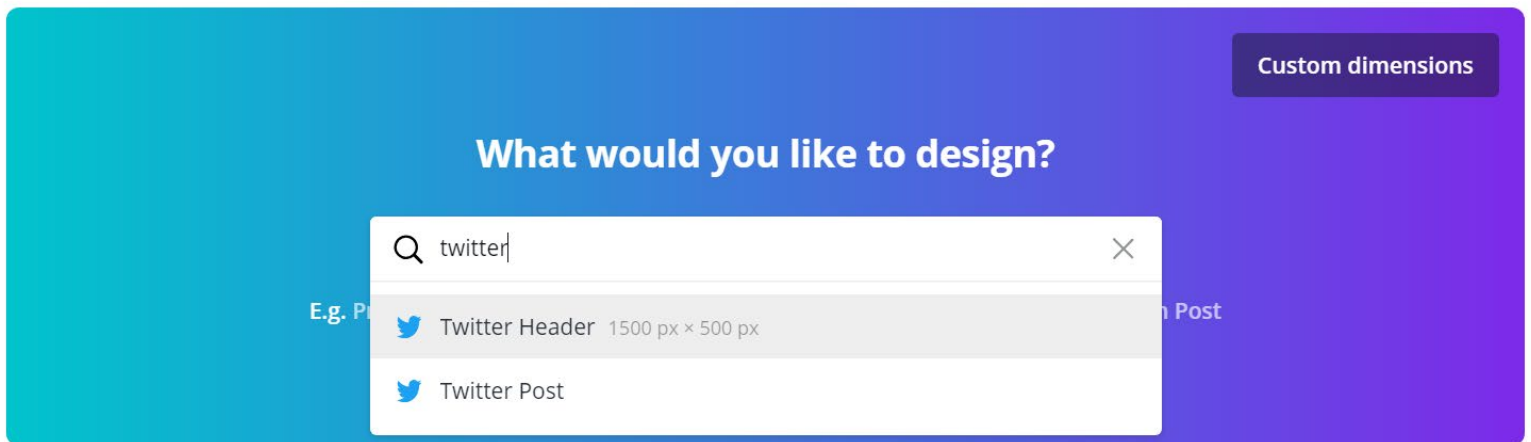 Custom dimensions
What would you like to design?
twitter
E.g.
Twitter Header 1500 px × 500 px
Post
Twitter Post